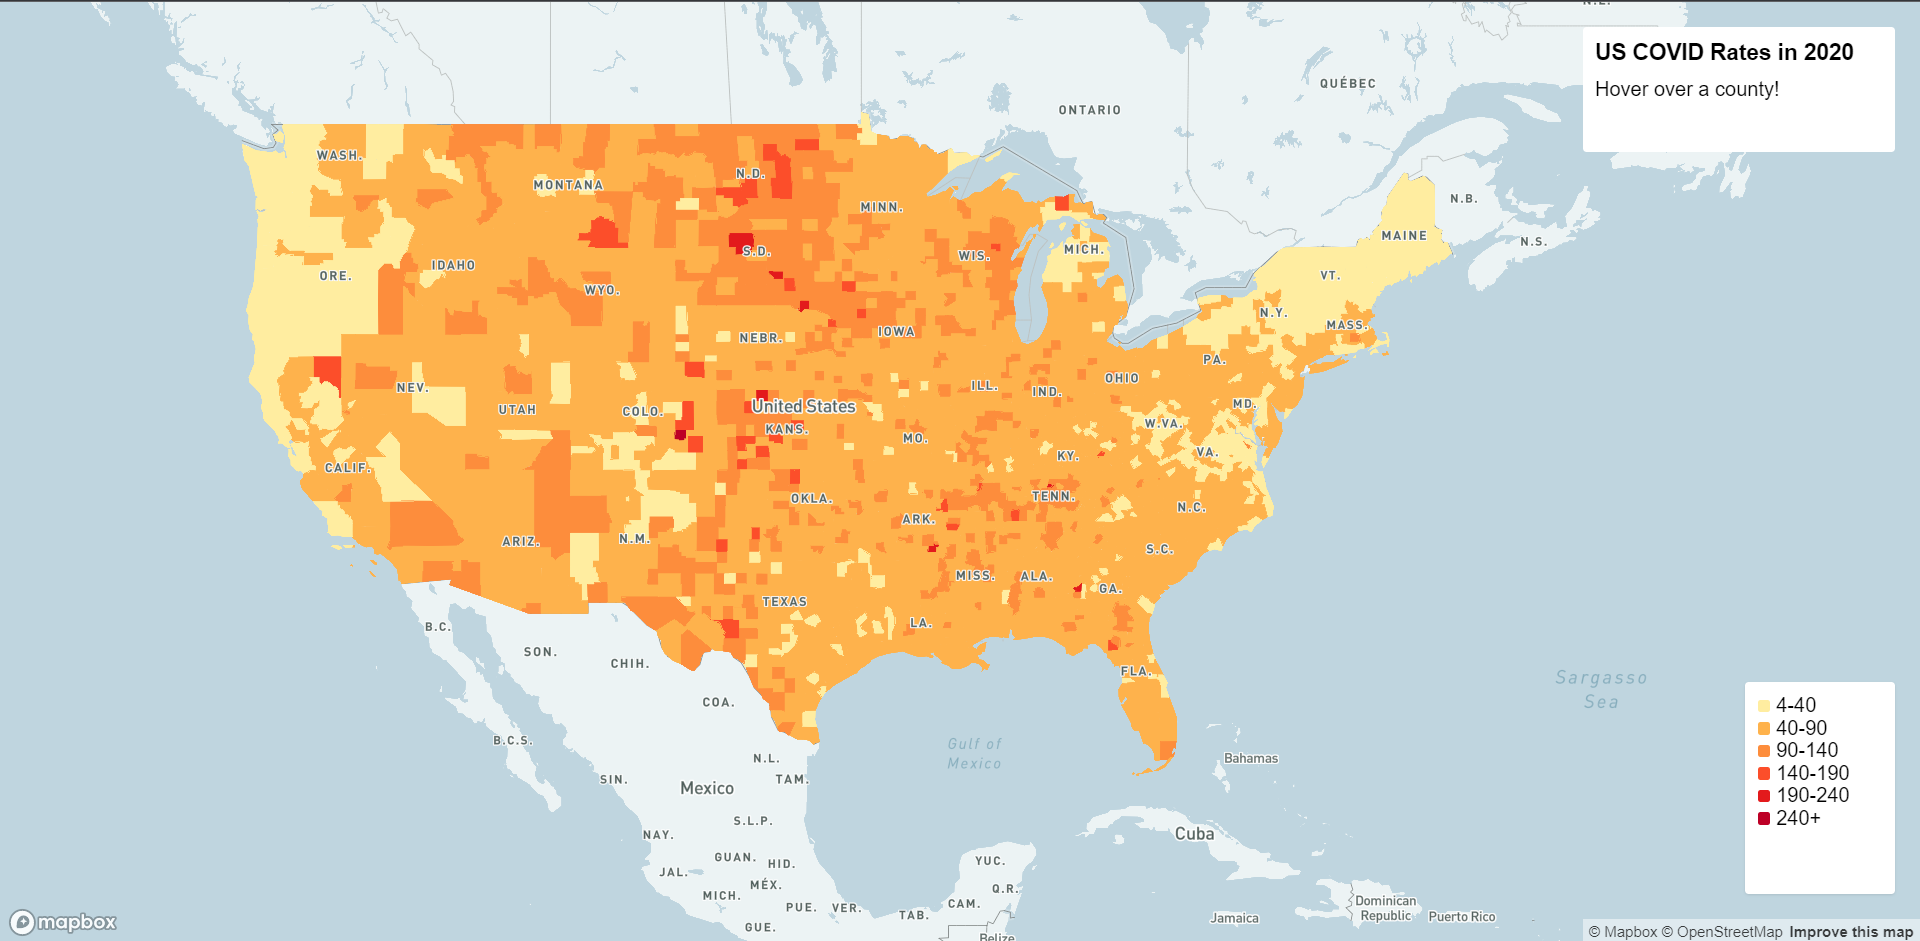 US COVID Rates in 2020
Hover over a county!
QUÉBEC
ONTARIO
WASH.
MONTANA
N.D.
MINN.
N.B.
MAINE
N.S.
ORE.
IDAHO
S.D.
WIS.
MICH.
VT.
WYO.
N.Y.
MASS.
NEBR.
IOWA
PA.
NEV.
UTAH
COLO.
United States
KANS.
ILL.
IND.
OHIO
MD.
W.VA.
VA.
MO.
KY.
CALIF.
OKLA.
ARK.
TENN.
N.C.
ARIZ.
N.M.
S.C.
MISS.
ALA.
GA.
TEXAS
LA.
FLA.
B.C.
SON.
CHIH.
COA.
B.C.S.
Sargasso
Sea
Gulf of
Mexico
N.L.
TAM.
SIN.
Mexico
Bahamas
4-40
40-90
90-140
140-190
190-240
240+
S.L.P.
NAY.
Cuba
GUAN.
HID.
YUC.
JAL.
MÉX.
MICH.
Q.R.
PUE.
VER.
CAM.
TAB.
GUE.
Belize
Jamaica
Dominican
Republic
Puerto Rico
mapbox
© Mapbox © OpenStreetMap Improve this map